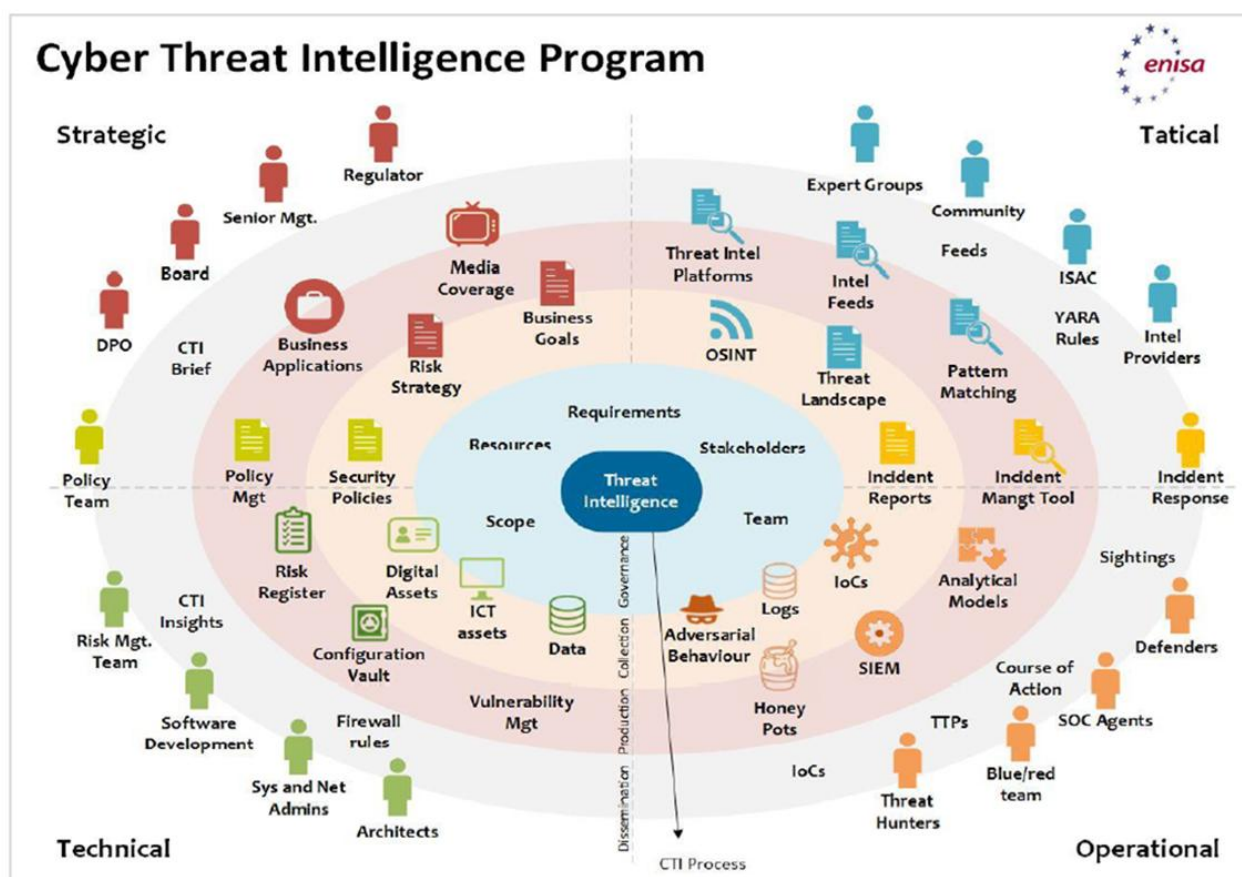 Cyber Threat Intelligence Program
enisa
Strategic
Tatical
Regulator
Senior Mgt.
Board
DPO
CTI
Brief
Media
Coverage
Business
Goals
Business
Applications
Risk
Strategy
Expert Groups
Community
Feeds
ISAC
YARA
Rules
Intel
Providers
Threat Intel
Platforms
Intel
Feeds
OSINT
Threat
Landscape
Pattern
Matching
Policy
Team
Policy
Mgt
Security
Policies
Requirements
Resources
Stakeholders
Threat
Intelligence
Scope
Team
Incident
Reports
Incident
Mangt Tool
Incident
Response
Risk
Register
Digital
Assets
ICT
assets
Data
Configuration
Vault
Vulnerability
Mgt
CTI
Insights
Firewall
rules
Risk Mgt.
Team
Software
Development
Sys and Net
Admins
Architects
Dissemination Production Collection Governance
Adversarial
Behaviour
Logs
IoCs
Analytical
Models
SIEM
Honey
Pots
Sightings
Defenders
Course of
Action
SOC Agents
TTPs
Blue/red
team
IoCs
Threat
Hunters
Technical
CTI Process
Operational